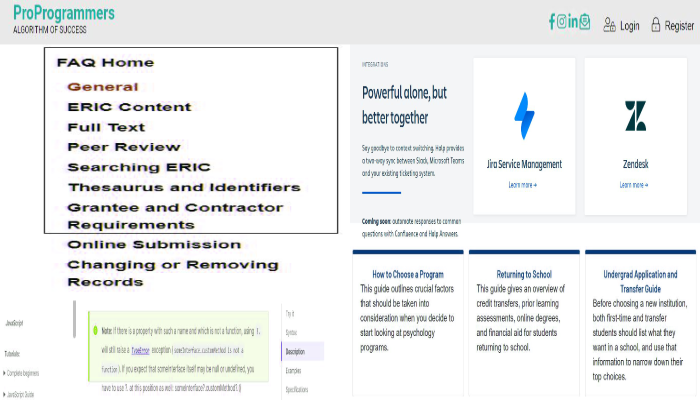 ProProgrammers
ALGORITHM OF SUCCESS
Login
Register
FAQ Home
General
ERIC Content
Full Text
Peer Review
Searching ERIC
Thesaurus and Identifiers
Grantee and Contractor
Requirements
Online Submission
Changing or Removing
Records
INTEGRATIONS
Powerful alone, but
better together
Say goodbye to context switching. Halp provides
a two-way sync between Slack, Microsoft Teams
and your existing ticketing system.
Coming soon: automate responses to common
questions with Confluence and Halp Answers.
Jira Service Management
Learn more →
Zendesk
Learn more →
How to Choose a Program
This guide outlines crucial factors
that should be taken into
consideration when you decide to
start looking at psychology
programs.
Returning to School
This guide gives an overview of
credit transfers, prior learning
assessments, online degrees,
and financial aid for students
returning to school.
Undergrad Application and
Transfer Guide
Before choosing a new institution,
both first-time and transfer
students should list what they
want in a school, and use that
information to narrow down their
top choices.
JavaScript
Tutorials:
Complete beginners
JavaScript Guide
Note: If there is a property with such a name and which is not a function, using ?.
will still raise a TypeError exception (someInterface.customMethod is not a
function). If you expect that someInterface itself may be null or undefined, you
have to use ?. at this position as well: someInterface?.customMethod?.()
Try it
Syntax
Description
Examples
Specifications